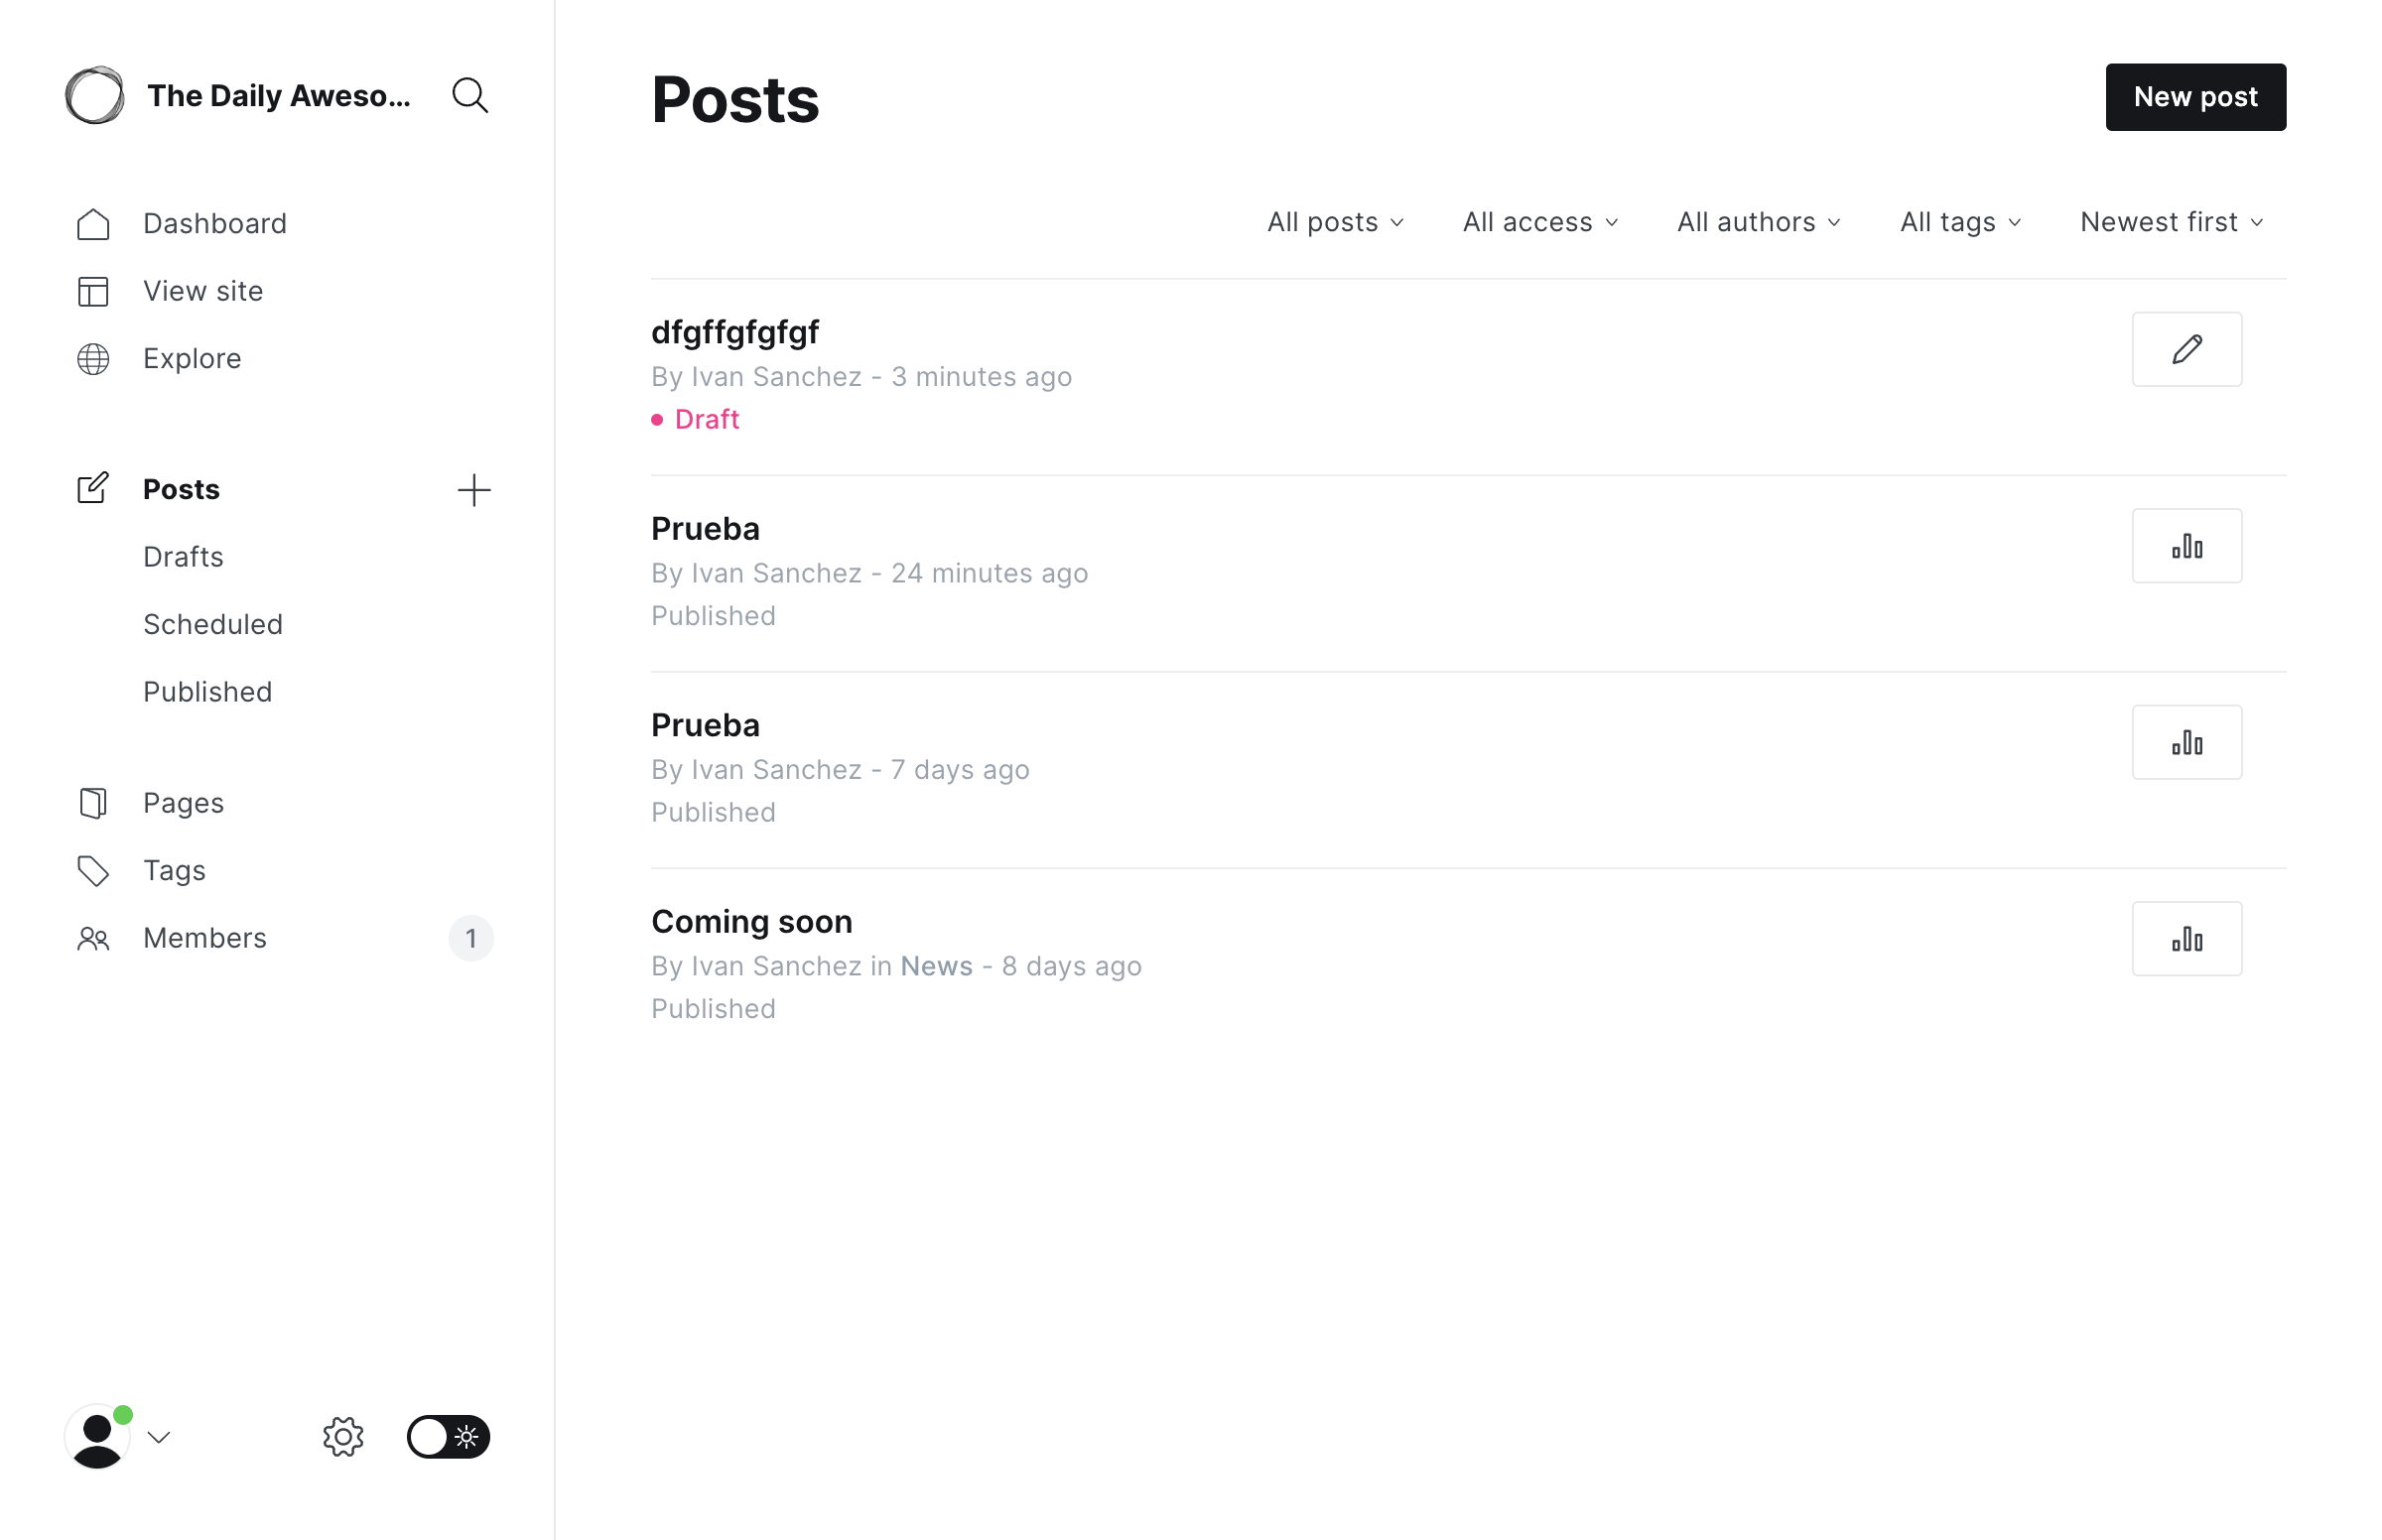 The Daily Aweso...
Dashboard
View site
Explore
Posts
Drafts
Scheduled
Published
Pages
Tags
Members 1
Posts
New post
All posts All access All authors All tags Newest first
dfgffgfgfgf
By Ivan Sanchez - 3 minutes ago
Draft
Prueba
By Ivan Sanchez - 24 minutes ago
Published
Prueba
By Ivan Sanchez - 7 days ago
Published
Coming soon
By Ivan Sanchez in News - 8 days ago
Published